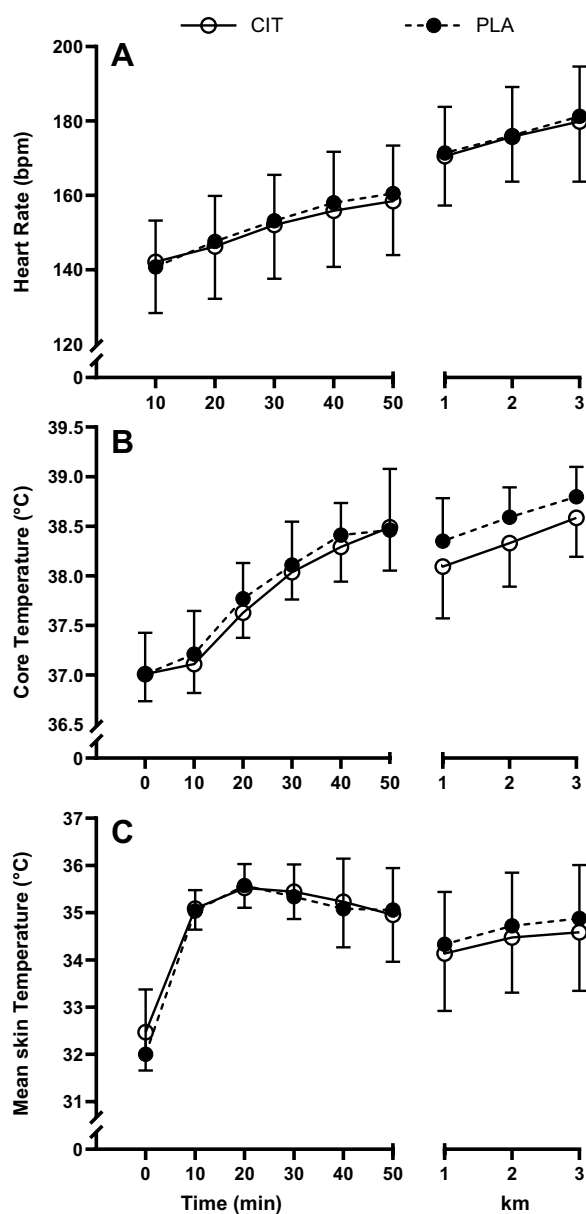 CIT PLA
A
Heart Rate (bpm)
200
180
160
140
120
0
10 20 30 40 50 1 2 3
B
Core Temperature (°C)
39.5
39.0
38.5
38.0
37.5
37.0
36.5
0
0 10 20 30 40 50 1 2 3
C
Mean skin Temperature (°C)
37
36
35
34
33
32
31
0
0 10 20 30 40 50 1 2 3
Time (min) km